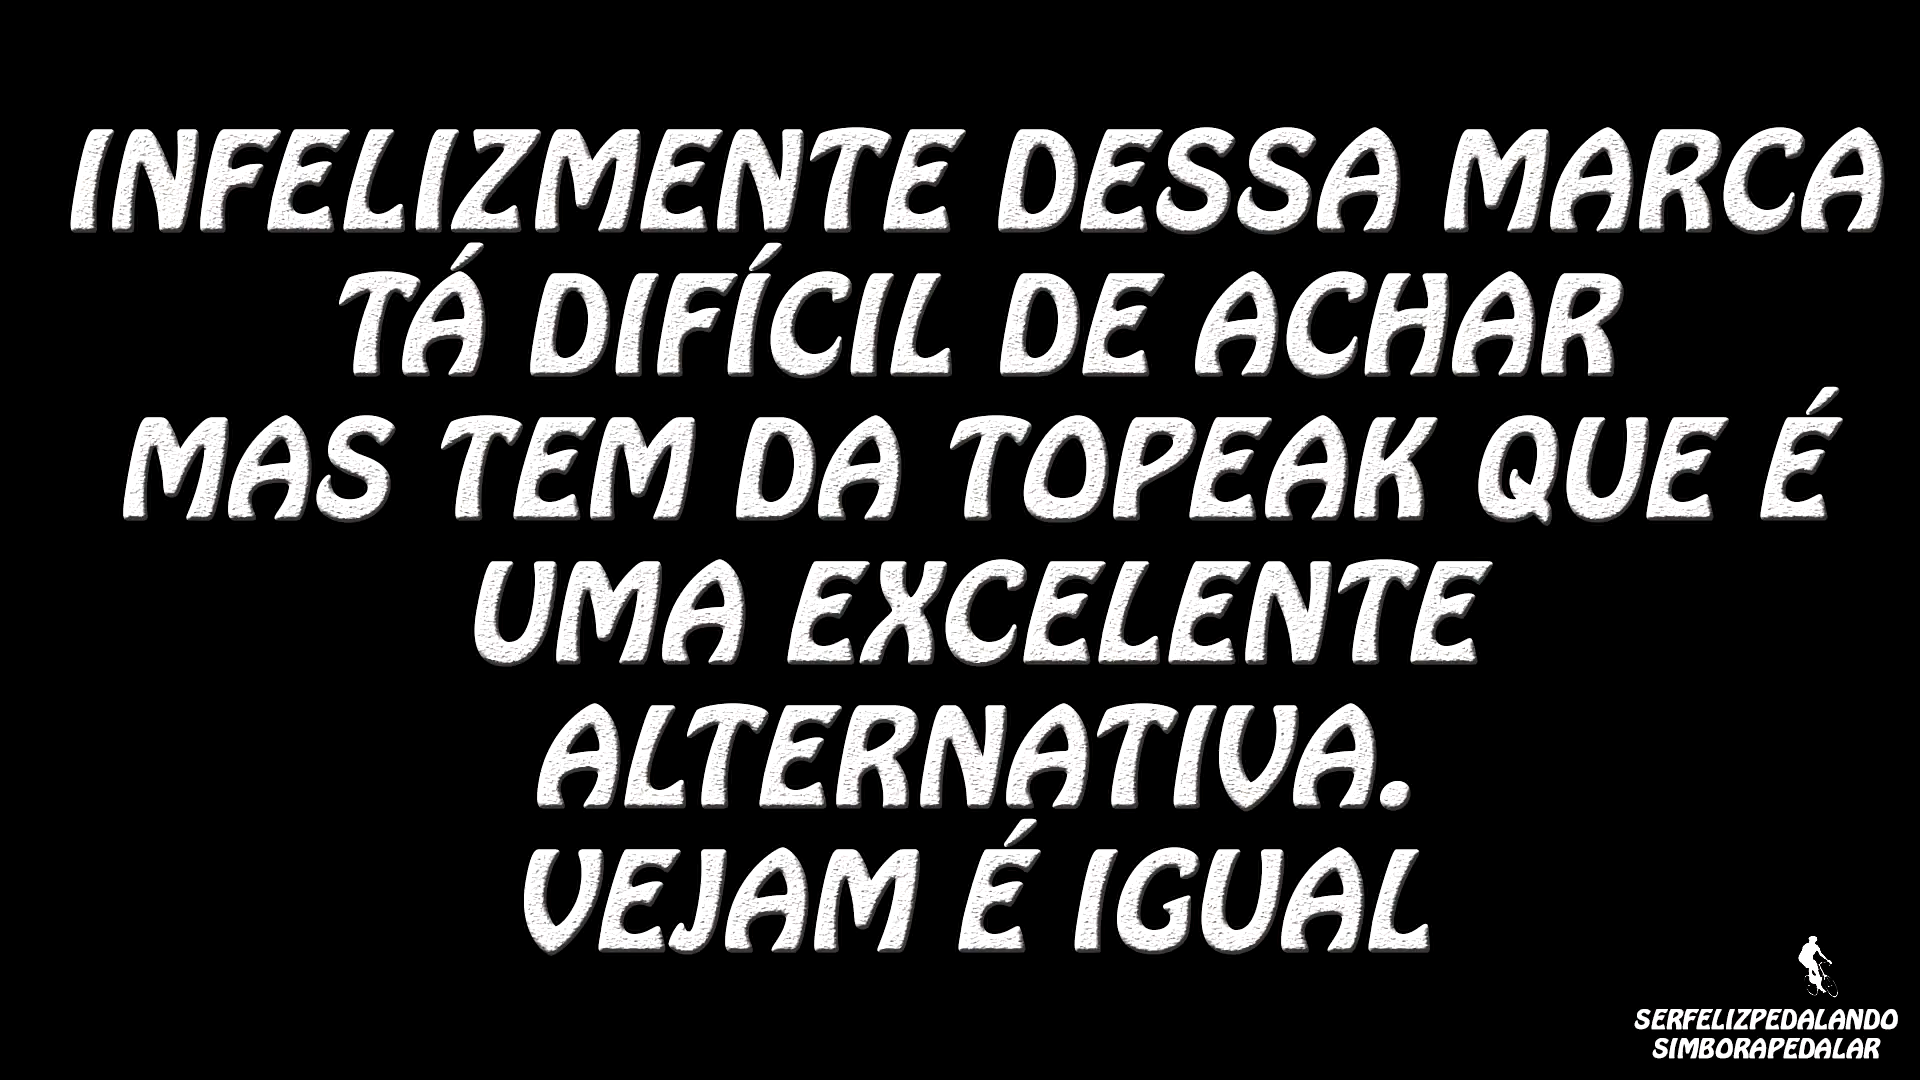 INFELIZMENTE DESSA MARCA
TÁ DIFÍCIL DE ACHAR
MAS TEM DA TOPEAK QUE É
UMA EXCELENTE
ALTERNATIVA.
VEJAM É IGUAL
SERFELIZPEDALANDO
SIMBORAPEDALAR